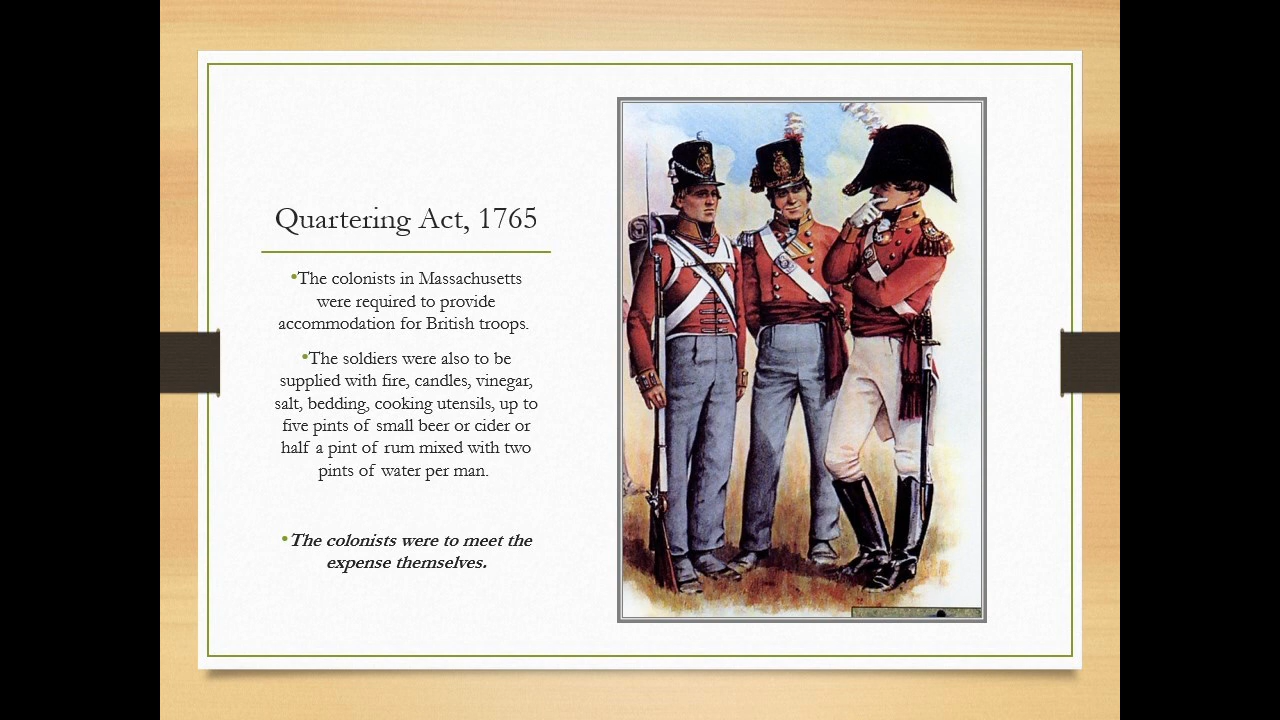 Quartering Act, 1765
•The colonists in Massachusetts
were required to provide
accommodation for British troops.
•The soldiers were also to be
supplied with fire, candles, vinegar,
salt, bedding, cooking utensils, up to
five pints of small beer or cider or
half a pint of rum mixed with two
pints of water per man.
•The colonists were to meet the
expense themselves.